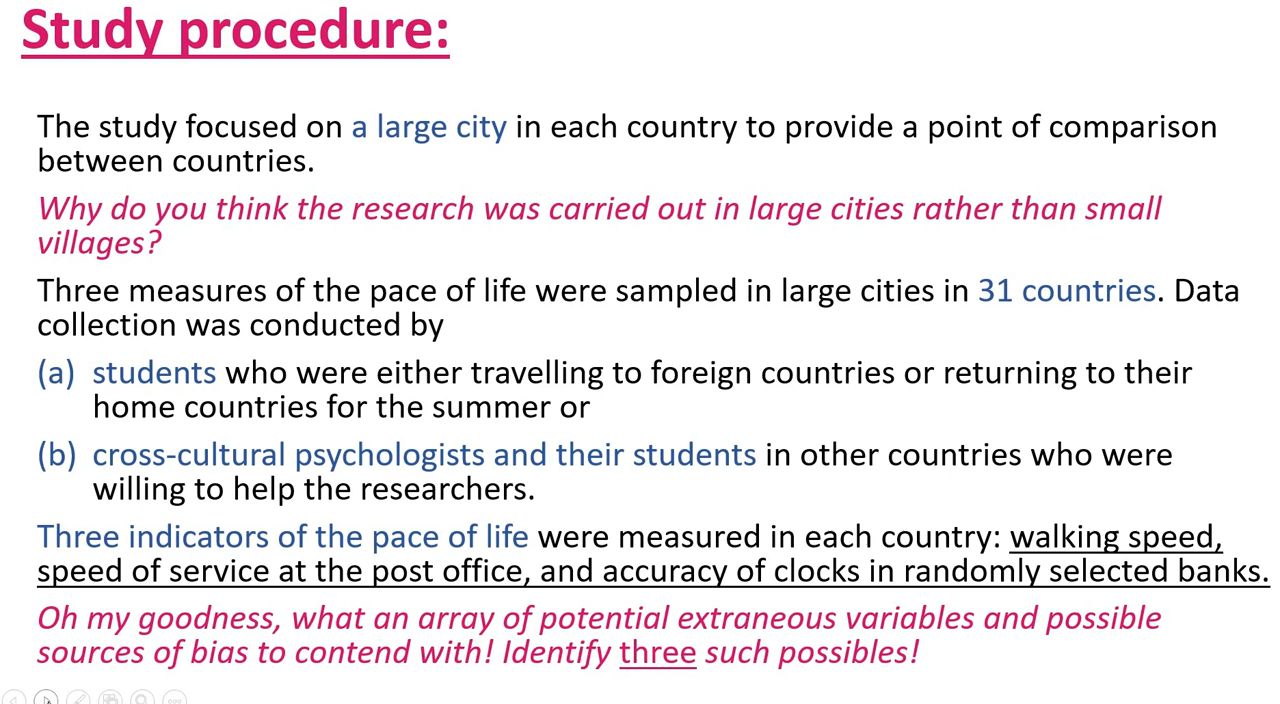 Study procedure:
The study focused on a large city in each country to provide a point of comparison
between countries.
Why do you think the research was carried out in large cities rather than small
villages?
Three measures of the pace of life were sampled in large cities in 31 countries. Data
collection was conducted by
(a) students who were either travelling to foreign countries or returning to their
home countries for the summer or
(b) cross-cultural psychologists and their students in other countries who were
willing to help the researchers.
Three indicators of the pace of life were measured in each country: walking speed,
speed of service at the post office, and accuracy of clocks in randomly selected banks.
Oh my goodness, what an array of potential extraneous variables and possible
sources of bias to contend with! Identify three such possibles!